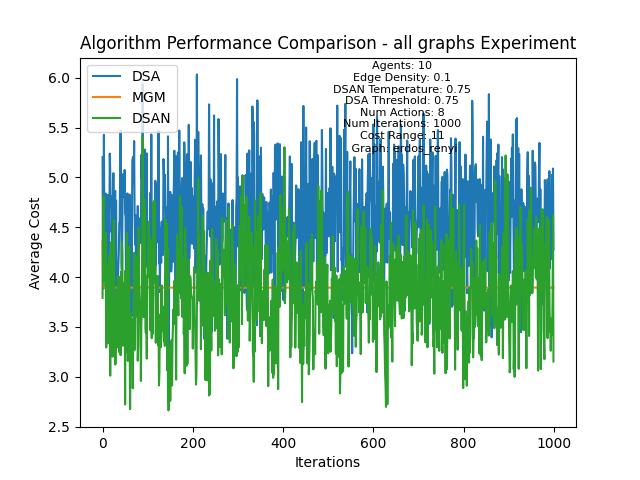 Algorithm Performance Comparison - all graphs Experiment
DSA
MGM
DSAN
Agents: 10
Edge Density: 0.1
DSAN Temperature: 0.75
DSA Threshold: 0.75
Num Actions: 8
Num Iterations: 1000
Cost Range: 11
Graph: erdos_renyi
Average Cost
6.0
5.5
5.0
4.5
4.0
3.5
3.0
2.5
0 200 400 600 800 1000
Iterations